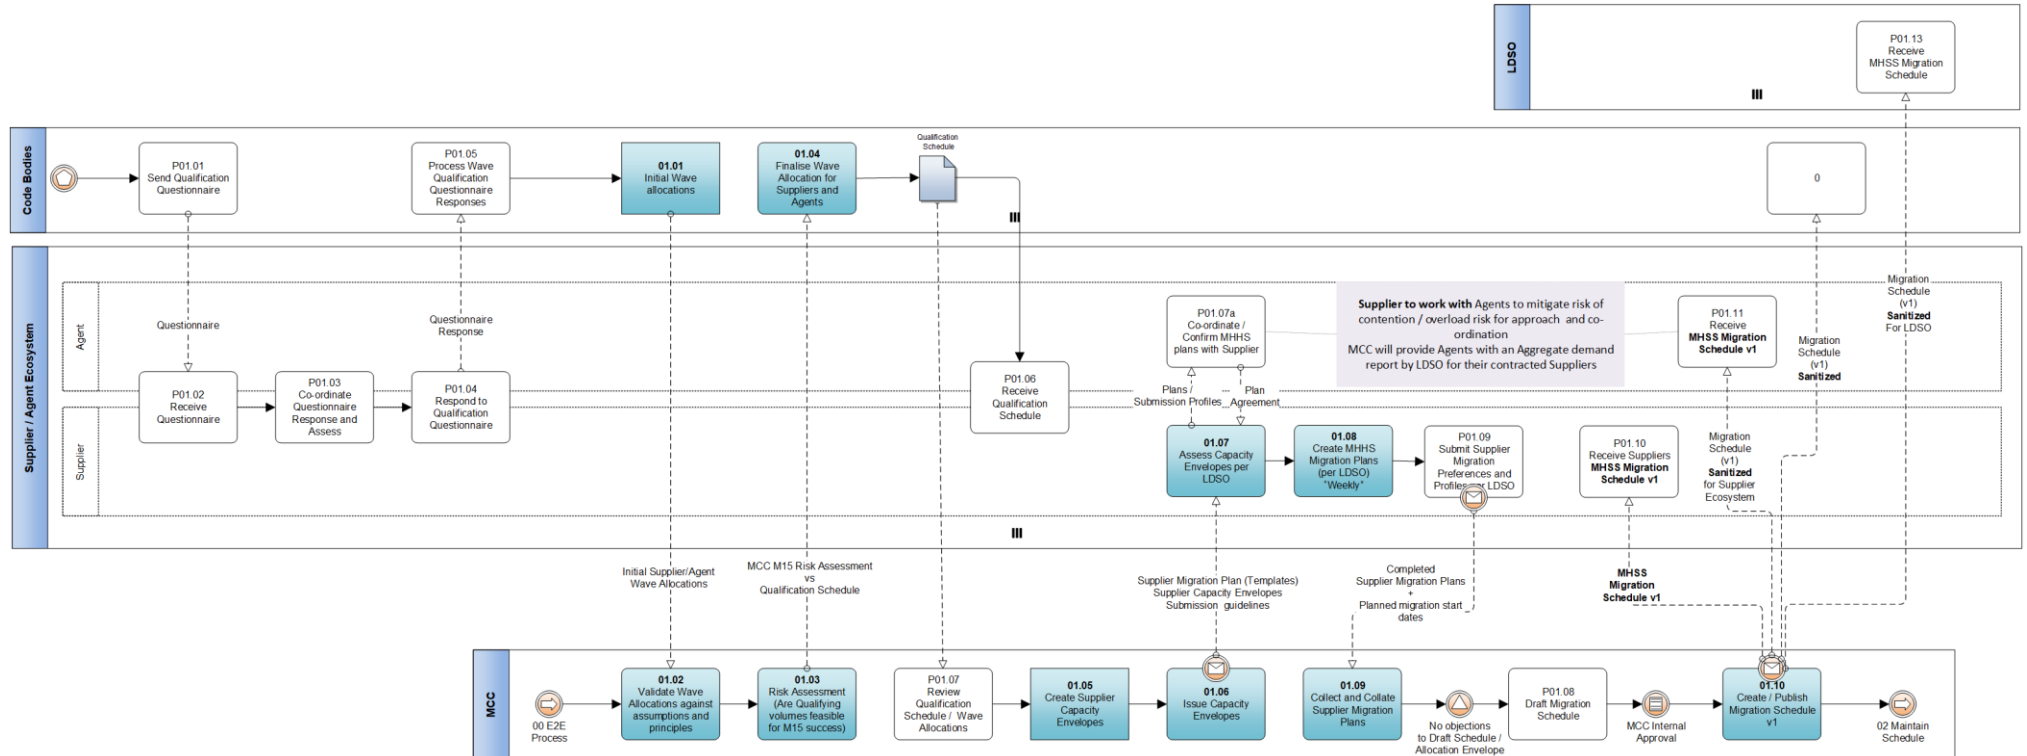 LDSO
P01.13
Receive
MHSS Migration
Schedule
Code Bodies
P01.01
Send Qualification
Questionnaire
P01.05
Process Wave
Qualification
Questionnaire
Responses
01.01
Initial Wave
allocations
01.04
Finalise Wave
Allocation for
Suppliers and
Agents
Qualification
Schedule
0
Supplier / Agent Ecosystem
Agent
Supplier
Questionnaire
Questionnaire
Response
P01.02
Receive
Questionnaire
P01.03
Co-ordinate
Questionnaire
Response and
Assess
P01.04
Respond to
Qualification
Questionnaire
P01.06
Receive
Qualification
Schedule
P01.07a
Co-ordinate /
Confirm MHHS
plans with Supplier
Plans /
Submission Profiles
Plan
Agreement
Supplier to work with Agents to mitigate risk of
contention / overload risk for approach and co-
ordination
MCC will provide Agents with an Aggregate demand
report by LDSO for their contracted Suppliers
P01.11
Receive
MHSS Migration
Schedule v1
Migration
Schedule
(v1)
Sanitized
Migration
Schedule
(v1)
Sanitized
For LDSO
01.07
Assess Capacity
Envelopes per
LDSO
01.08
Create MHHS
Migration Plans
(per LDSO)
"Weekly"
P01.09
Submit Supplier
Migration
Preferences and
Profiles per LDSO
P01.10
Receive Suppliers
MHSS Migration
Schedule v1
Migration
Schedule
(v1)
Sanitized
for Supplier
Ecosystem
Initial Supplier/Agent
Wave Allocations
MCC M15 Risk Assessment
vs
Qualification Schedule
Supplier Migration Plan (Templates)
Supplier Capacity Envelopes
Submission guidelines
Completed
Supplier Migration Plans
+
Planned migration start
dates
MHSS
Migration
Schedule v1
MCC
00 E2E
Process
01.02
Validate Wave
Allocations against
assumptions and
principles
01.03
Risk Assessment
(Are Qualifying
volumes feasible
for M15 success)
P01.07
Review
Qualification
Schedule / Wave
Allocations
01.05
Create Supplier
Capacity
Envelopes
01.06
Issue Capacity
Envelopes
01.09
Collect and Collate
Supplier Migration
Plans
No objections
to Draft Schedule /
Allocation Envelope
P01.08
Draft Migration
Schedule
MCC Internal
Approval
01.10
Create / Publish
Migration Schedule
v1
02 Maintain
Schedule